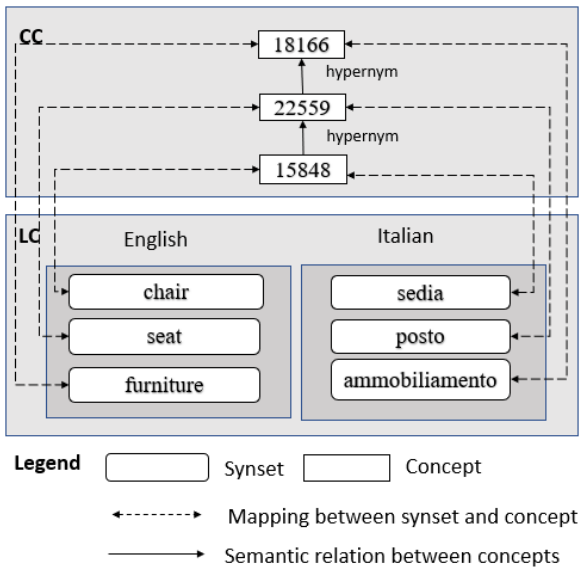 CC
18166
hypernym
22559
hypernym
15848
LC
English
Italian
chair
sedia
seat
posto
furniture
ammobiliamento
Legend
Synset
Concept
Mapping between synset and concept
Semantic relation between concepts